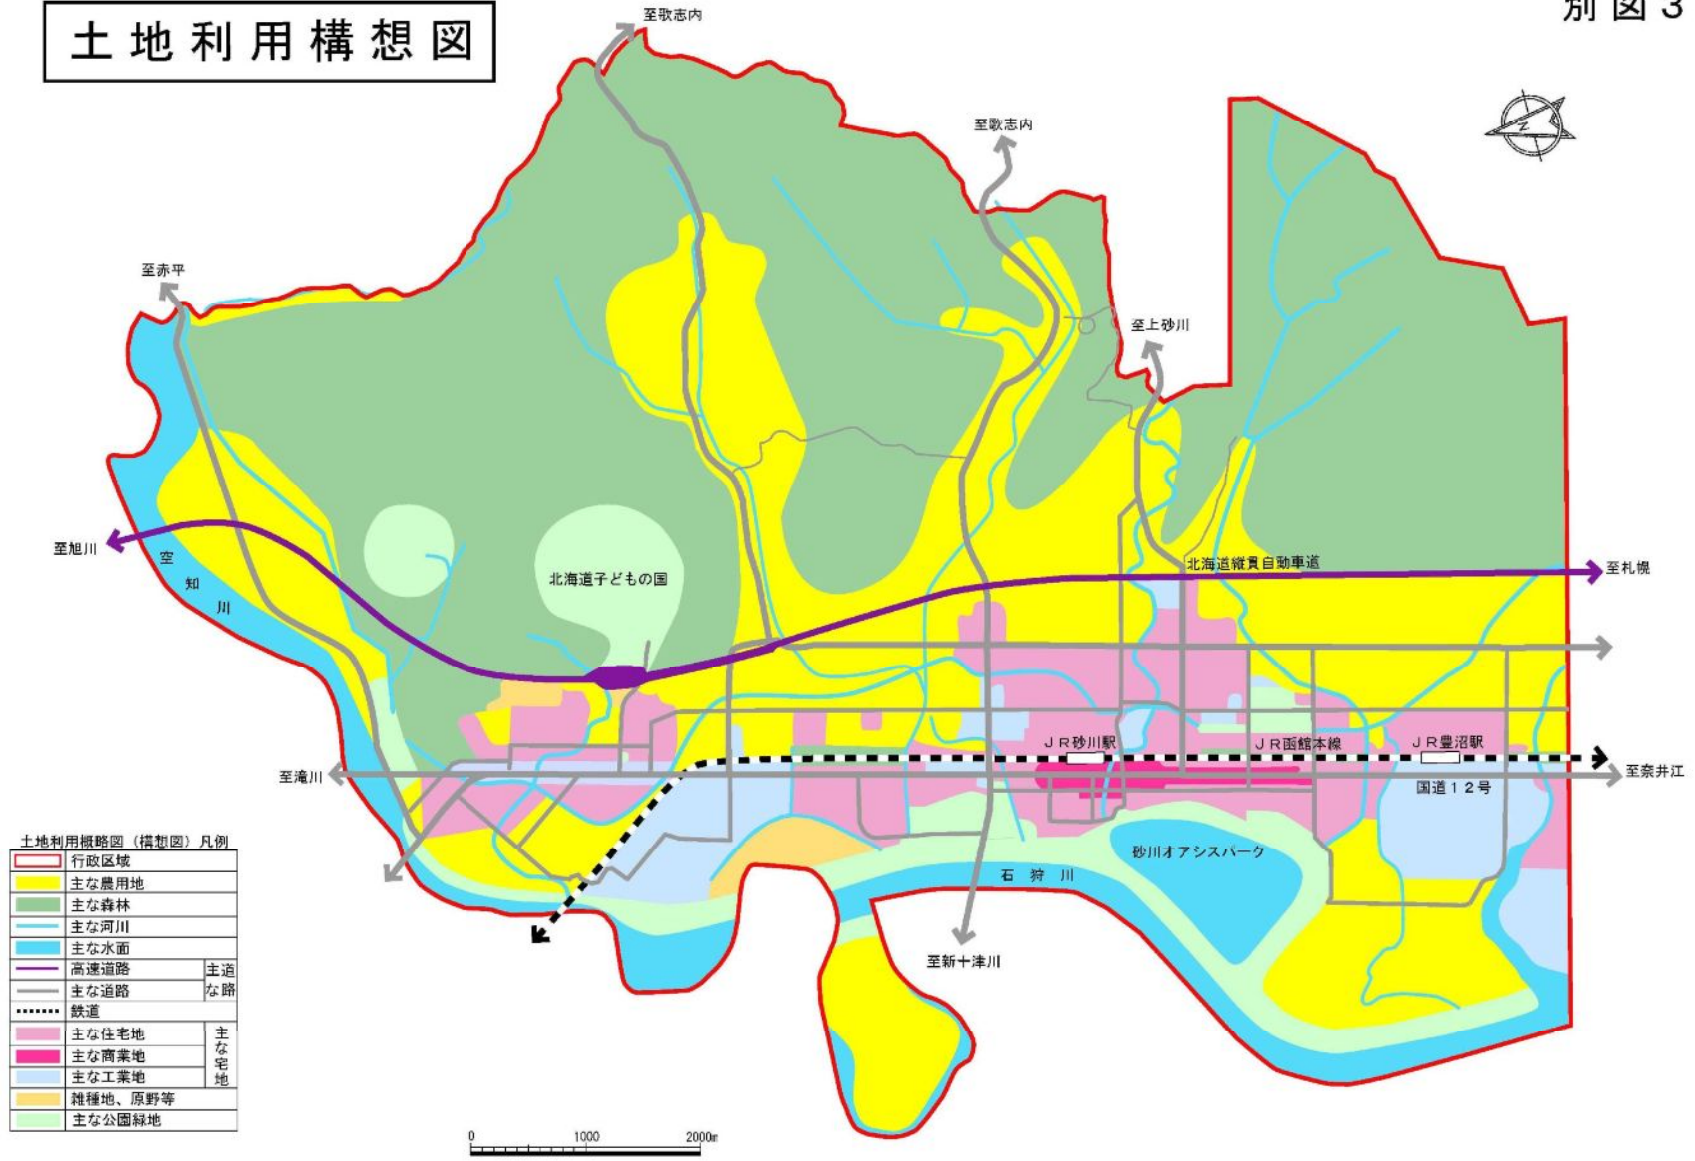 土地利用構想図
別図3
至歌志内
至歌志内
至赤平
至上砂川
Z
至旭川
空知川
北海道子どもの国
北海道縦貫自動車道
至札幌
至滝川
JR砂川駅
JR函館本線
JR豊沼駅
至奈井江
国道12号
砂川オアシスパーク
石狩川
至新十津川
土地利用概略図(構想図)凡例
行政区域
主な農用地
主な森林
主な河川
主な水面
高速道路
主な道路
主道な路
鉄道
主な住宅地
主な商業地
主な工業地
主な宅地
雑種地、原野等
主な公園緑地
0 1000 2000m